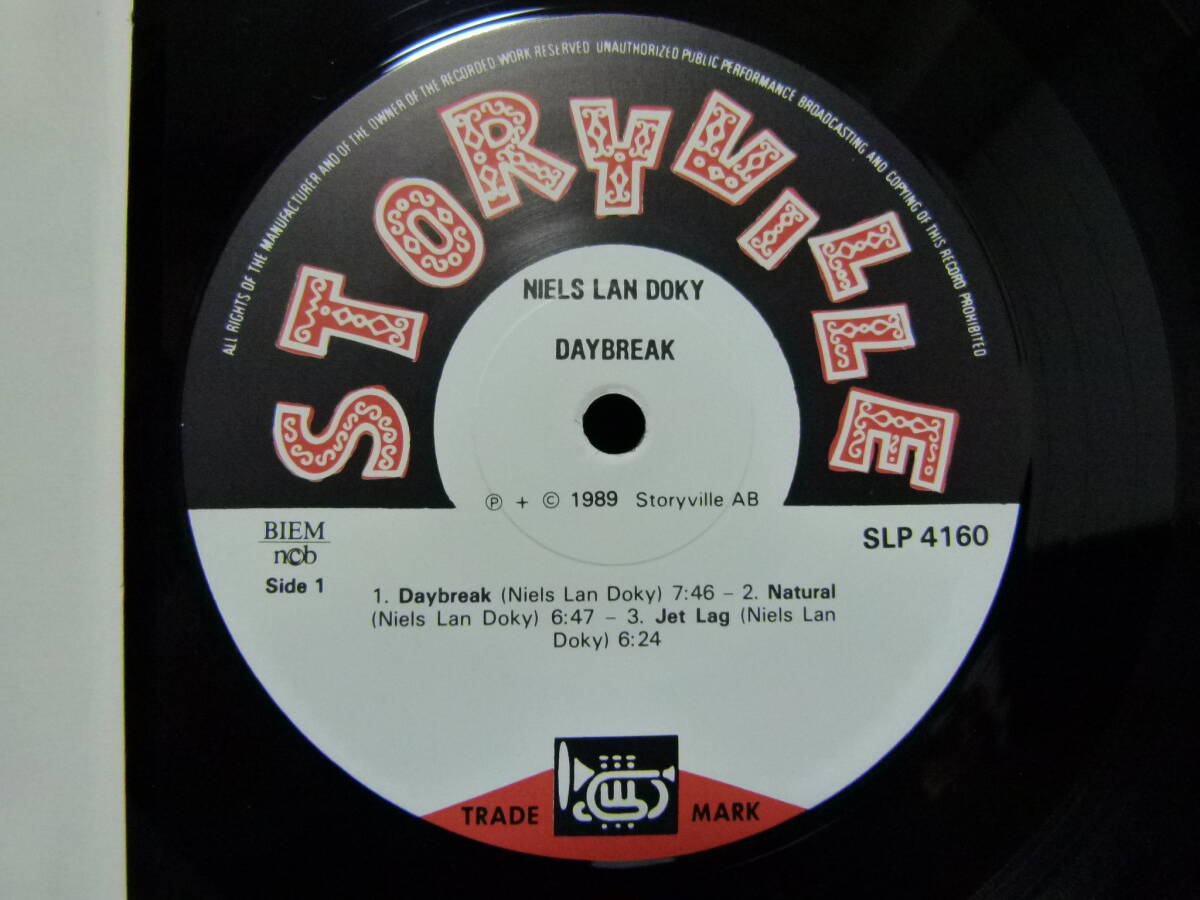 ALL RIGHTS OF THE MANUFACTURER AND OF THE OWNER OF THE RECORDED WORK RESERVED UNAUTHORIZED PUBLIC PERFORMANCE BROADCASTING AND COPYING OF THIS RECORD PROHIBITED
STORYVILLE
NIELS LAN DOKY
DAYBREAK
Ⓟ + © 1989 Storyville AB
BIEM
ncb
Side 1
SLP 4160
1. Daybreak (Niels Lan Doky) 7:46 – 2. Natural
(Niels Lan Doky) 6:47 – 3. Jet Lag (Niels Lan
Doky) 6:24
TRADE MARK